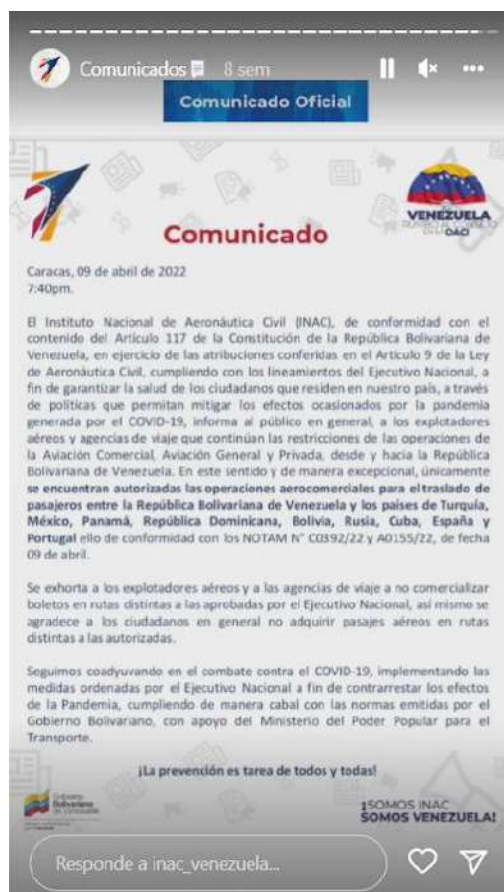 Comunicados 8 sem
Comunicado Oficial
VENEZUELA
OACI
Comunicado
Caracas, 09 de abril de 2022
7:40pm.
El Instituto Nacional de Aeronáutica Civil (INAC), de conformidad con el
contenido del Artículo 117 de la Constitución de la República Bolivariana de
Venezuela, en ejercicio de las atribuciones conferidas en el Artículo 9 de la Ley
de Aeronáutica Civil, cumpliendo con los lineamientos del Ejecutivo Nacional, a
fin de garantizar la salud de los ciudadanos que residen en nuestro país, a través
de políticas que permitan mitigar los efectos ocasionados por la pandemia
generada por el COVID-19, informa al público en general, a los explotadores
aéreos y agencias de viaje que continúan las restricciones de las operaciones de
la Aviación Comercial, Aviación General y Privada, desde y hacia la República
Bolivariana de Venezuela. En este sentido y de manera excepcional, únicamente
se encuentran autorizadas las operaciones aerocomerciales para el traslado de
pasajeros entre la República Bolivariana de Venezuela y los países de Turquía,
México, Panamá, República Dominicana, Bolivia, Rusia, Cuba, España y
Portugal ello de conformidad con los NOTAM N° C0392/22 y A0155/22, de fecha
09 de abril.
Se exhorta a los explotadores aéreos y a las agencias de viaje a no comercializar
boletos en rutas distintas a las aprobadas por el Ejecutivo Nacional, así mismo se
agradece a los ciudadanos en general no adquirir pasajes aéreos en rutas
distintas a las autorizadas.
Seguimos coadyuvando en el combate contra el COVID-19, implementando las
medidas ordenadas por el Ejecutivo Nacional a fin de contrarrestar los efectos
de la Pandemia, cumpliendo de manera cabal con las normas emitidas por el
Gobierno Bolivariano, con apoyo del Ministerio del Poder Popular para el
Transporte.
¡La prevención es tarea de todos y todas!
Gobierno
Bolivariano
de Venezuela
¡SOMOS INAC
SOMOS VENEZUELA!
Responde a inac_venezuela...